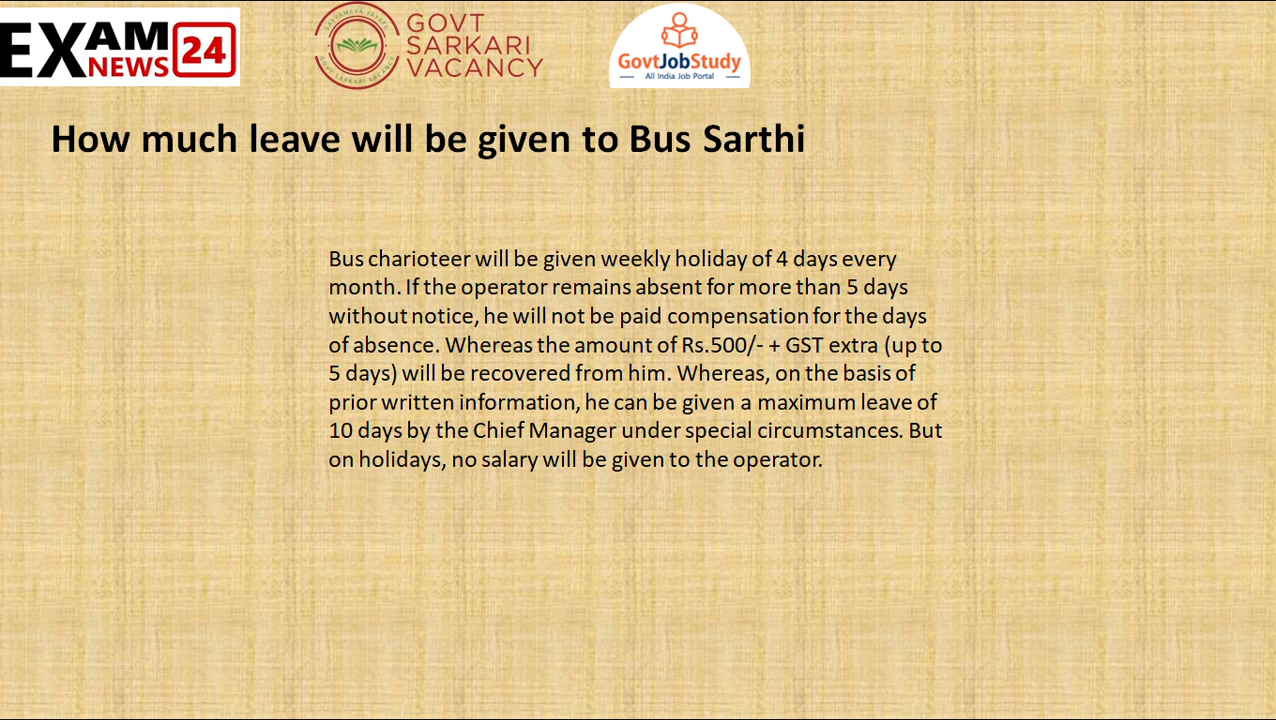 EXAM
NEWS 24
SATYAMEVA JAYATE
GOVT SARKARI VACANCY
GOVT
SARKARI
VACANCY
GovtJobStudy
All India Job Portal
How much leave will be given to Bus Sarthi
Bus charioteer will be given weekly holiday of 4 days every
month. If the operator remains absent for more than 5 days
without notice, he will not be paid compensation for the days
of absence. Whereas the amount of Rs.500/- + GST extra (up to
5 days) will be recovered from him. Whereas, on the basis of
prior written information, he can be given a maximum leave of
10 days by the Chief Manager under special circumstances. But
on holidays, no salary will be given to the operator.